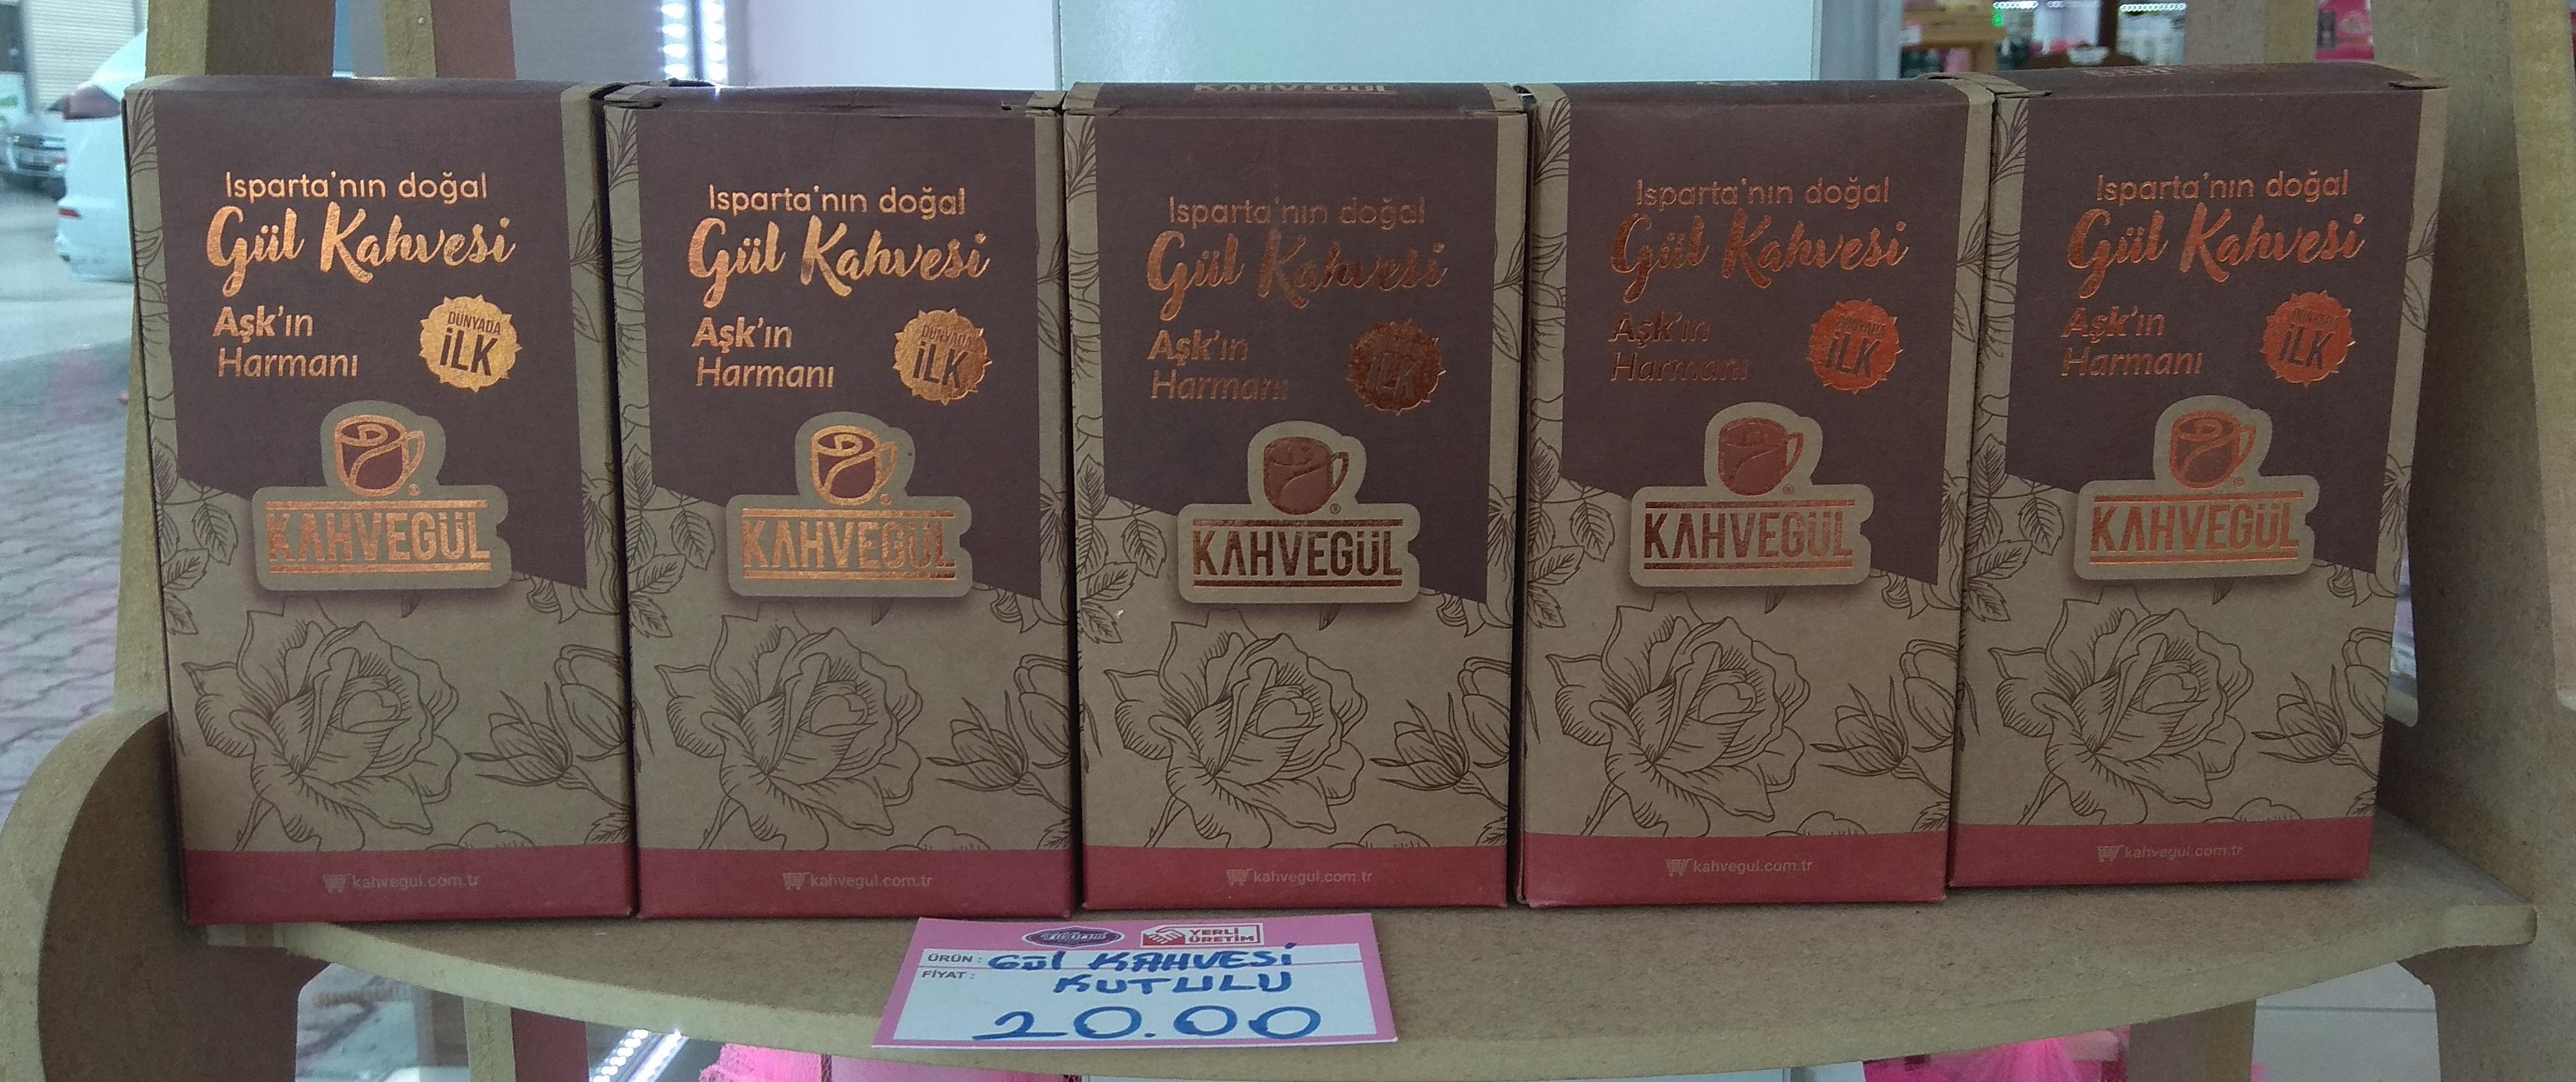 Isparta'nın doğal
Gül Kahvesi
Aşk'ın
Harmanı
DÜNYADA
İLK
KAHVEGÜL
kahvegul.com.tr
Isparta'nın doğal
Gül Kahvesi
Aşk'ın
Harmanı
DÜNYADA
İLK
KAHVEGÜL
kahvegul.com.tr
KAHVEGÜL
Isparta'nın doğal
Gül Kahvesi
Aşk'ın
Harmanı
İLK
KAHVEGÜL
kahvegul.com.tr
Isparta'nın doğal
Gül Kahvesi
Aşk'ın
Harmanı
DÜNYADA
İLK
KAHVEGÜL
kahvegul.com.tr
Isparta'nın doğal
Gül Kahvesi
Aşk'ın
Harmanı
DÜNYADA
İLK
KAHVEGÜL
kahvegul.com.tr
YERLİ
ÜRETİM
ÜRÜN : Gül KAHVESİ
FİYAT : KUTULU
20.00